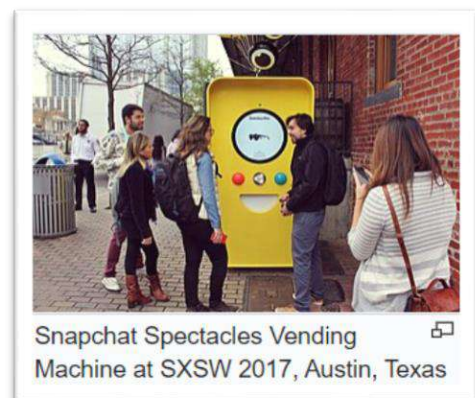 Snapchat Spectacles Vending
Machine at SXSW 2017, Austin, Texas